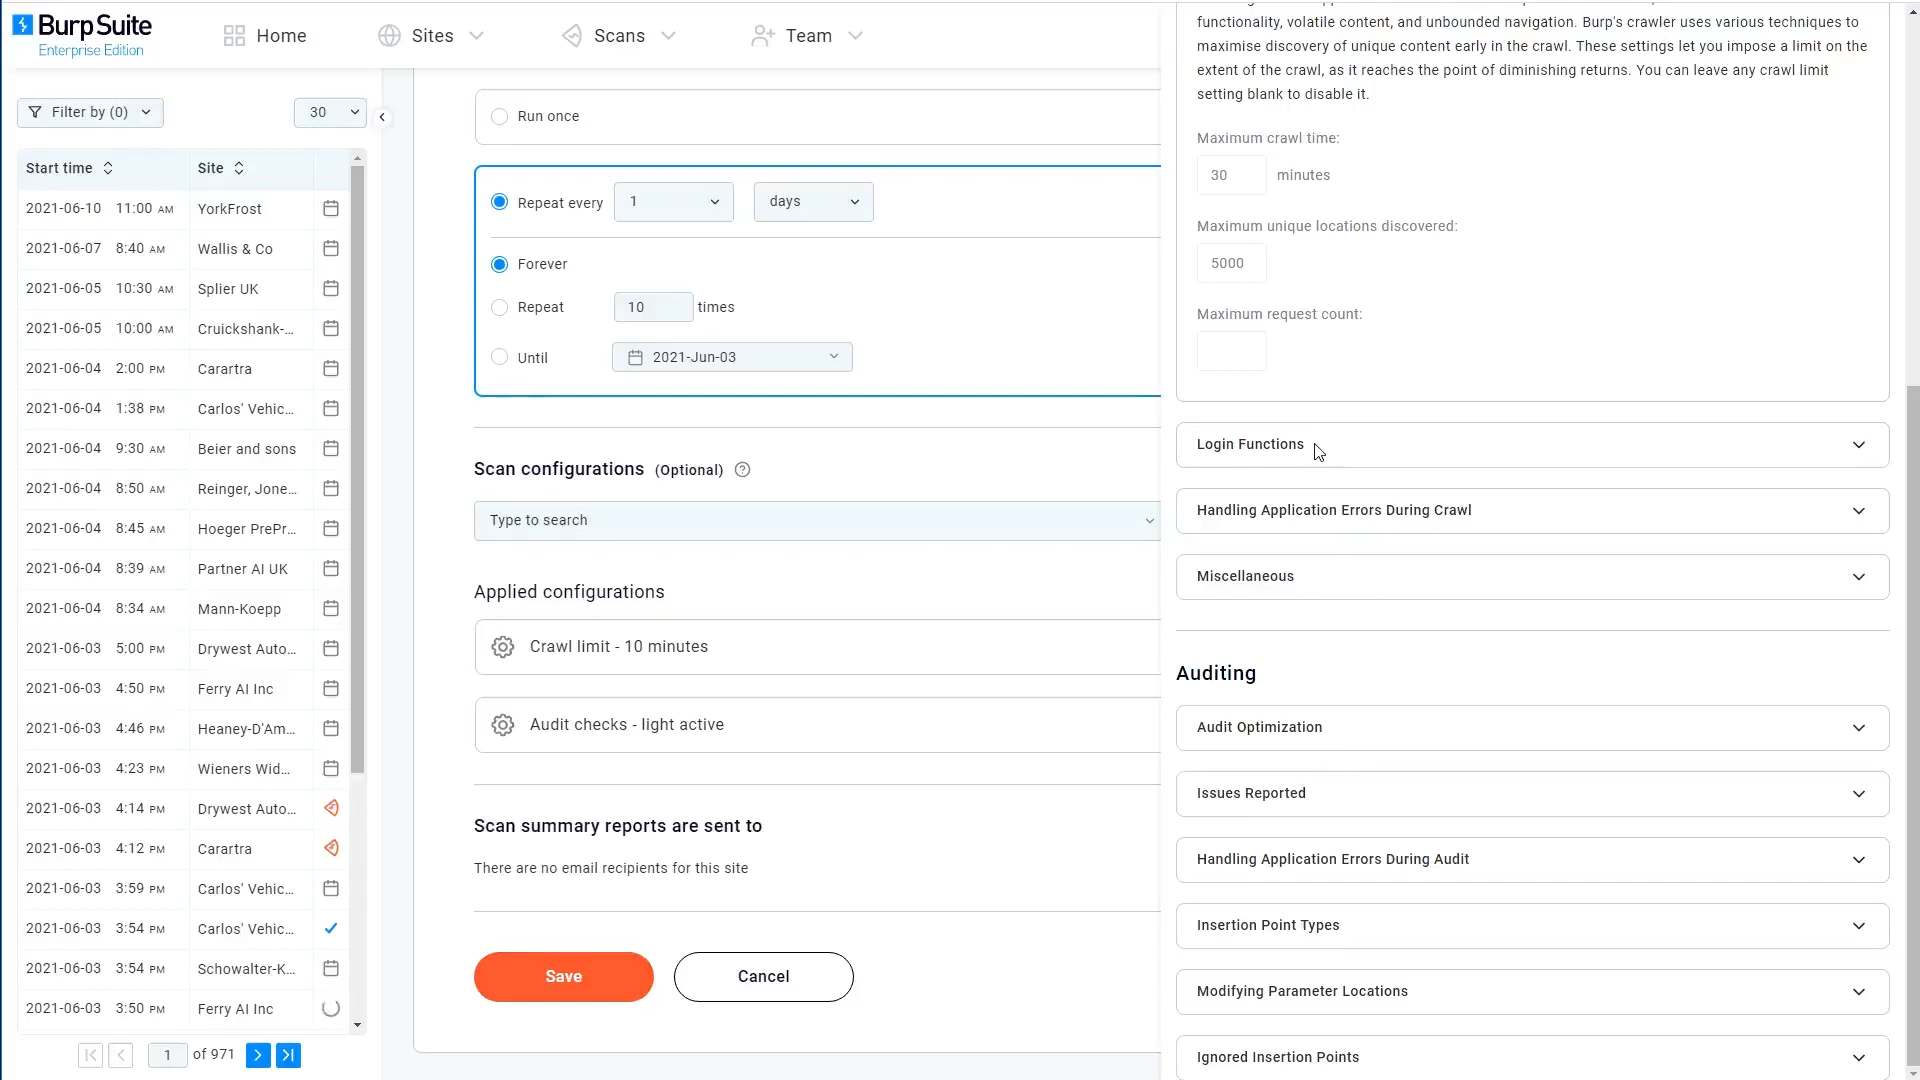 Burp Suite
Enterprise Edition
Home
Sites
Scans
Team
Filter by (0)
30
Start time
Site
2021-06-10 11:00 AM YorkFrost
2021-06-07 8:40 AM Wallis & Co
2021-06-05 10:30 AM Splier UK
2021-06-05 10:00 AM Cruickshank-...
2021-06-04 2:00 PM Carartra
2021-06-04 1:38 PM Carlos' Vehic...
2021-06-04 9:30 AM Beier and sons
2021-06-04 8:50 AM Reinger, Jone...
2021-06-04 8:45 AM Hoeger PrePr...
2021-06-04 8:39 AM Partner AI UK
2021-06-04 8:34 AM Mann-Koepp
2021-06-03 5:00 PM Drywest Auto...
2021-06-03 4:50 PM Ferry AI Inc
2021-06-03 4:46 PM Heaney-D'Am...
2021-06-03 4:23 PM Wieners Wid...
2021-06-03 4:14 PM Drywest Auto...
2021-06-03 4:12 PM Carartra
2021-06-03 3:59 PM Carlos' Vehic...
2021-06-03 3:54 PM Carlos' Vehic...
2021-06-03 3:54 PM Schowalter-K...
2021-06-03 3:50 PM Ferry AI Inc
1 of 971
Run once
Repeat every 1 days
Forever
Repeat 10 times
Until 2021-Jun-03
Scan configurations (Optional) ?
Type to search
Applied configurations
Crawl limit - 10 minutes
Audit checks - light active
Scan summary reports are sent to
There are no email recipients for this site
Save
Cancel
functionality, volatile content, and unbounded navigation. Burp's crawler uses various techniques to
maximise discovery of unique content early in the crawl. These settings let you impose a limit on the
extent of the crawl, as it reaches the point of diminishing returns. You can leave any crawl limit
setting blank to disable it.
Maximum crawl time:
30 minutes
Maximum unique locations discovered:
5000
Maximum request count:
Login Functions
Handling Application Errors During Crawl
Miscellaneous
Auditing
Audit Optimization
Issues Reported
Handling Application Errors During Audit
Insertion Point Types
Modifying Parameter Locations
Ignored Insertion Points